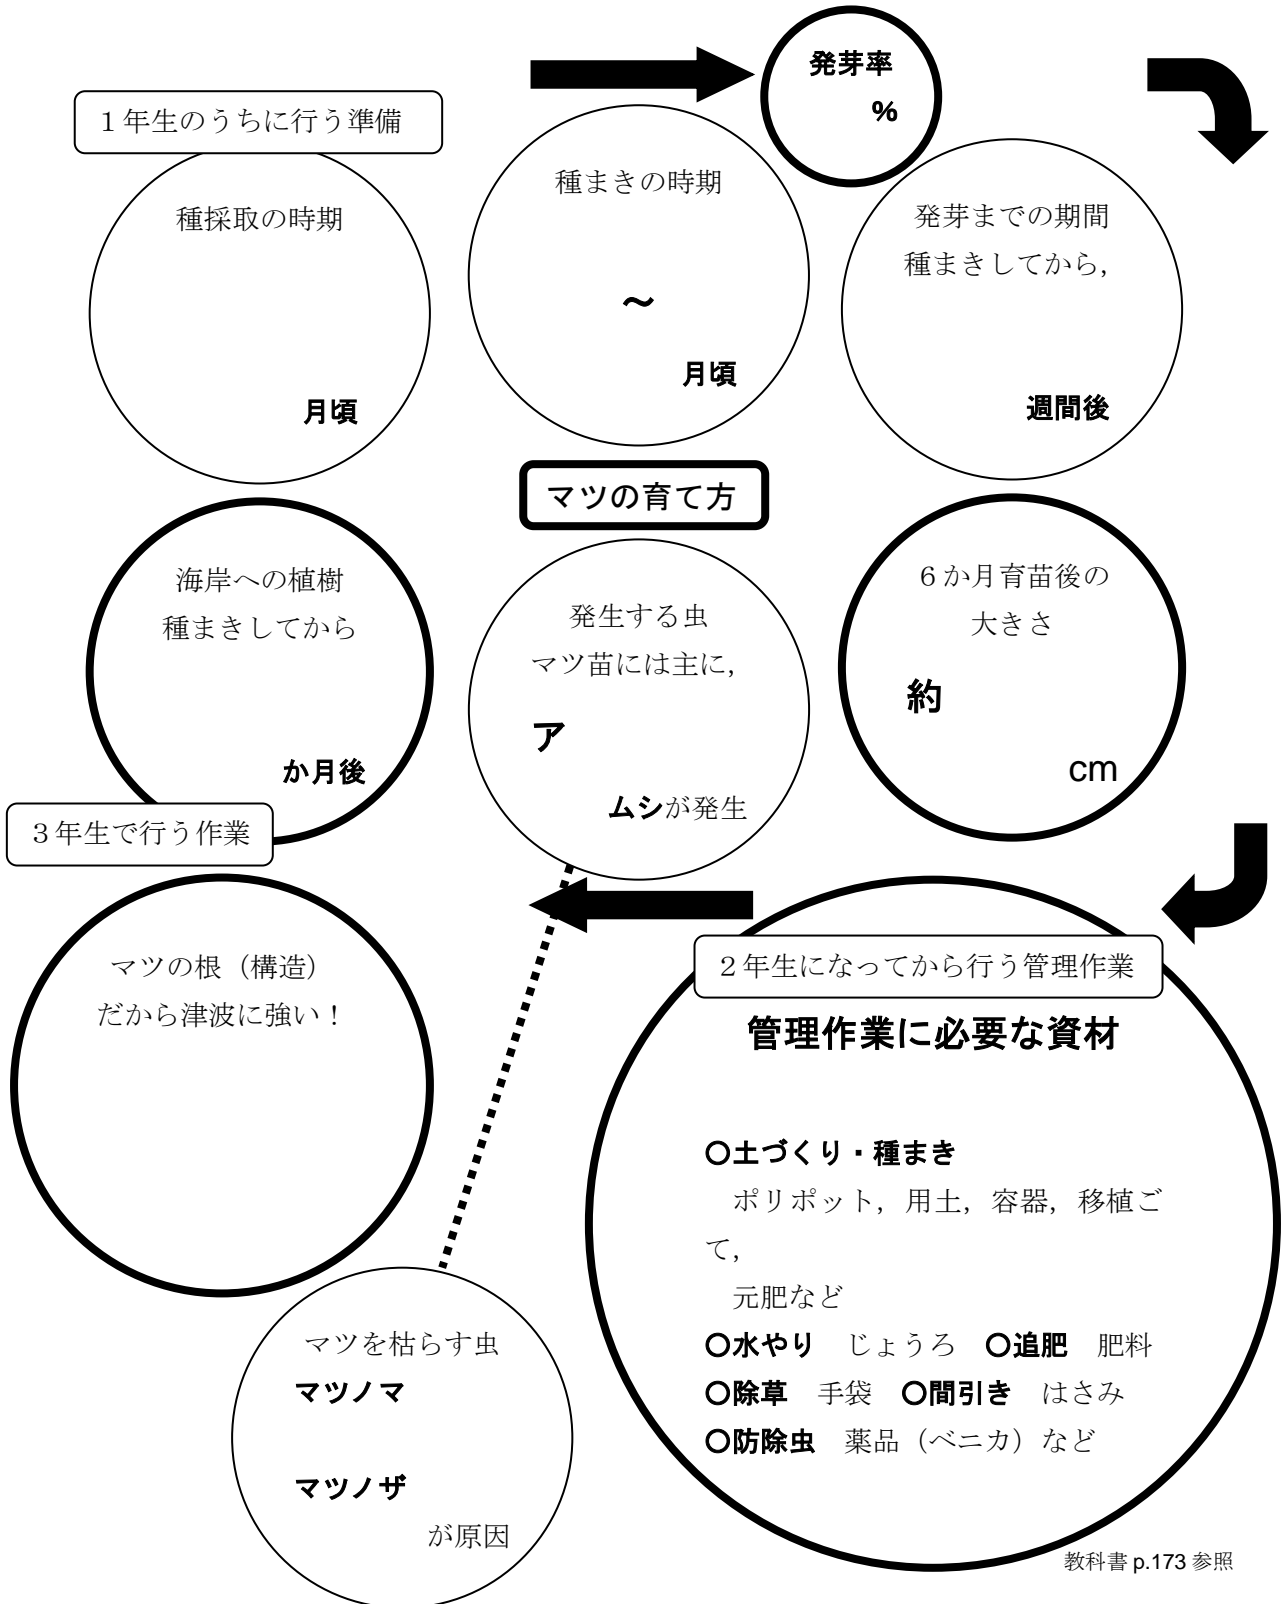 発芽率
%
１年生のうちに行う準備
種採取の時期
月頃
種まきの時期
～
月頃
発芽までの期間
種まきしてから，
週間後
マツの育て方
海岸への植樹
種まきしてから
か月後
発生する虫
マツ苗には主に，
ア
ムシが発生
６か月育苗後の
大きさ
約
cm
３年生で行う作業
マツの根（構造）
だから津波に強い！
２年生になってから行う管理作業
管理作業に必要な資材
○土づくり・種まき
ポリポット，用土，容器，移植ご
て，
元肥など
○水やり　じょうろ　○追肥　肥料
○除草　手袋　○間引き　はさみ
○防除虫　薬品（ベニカ）など
マツを枯らす虫
マツノマ
マツノザ
が原因
教科書 p.173 参照